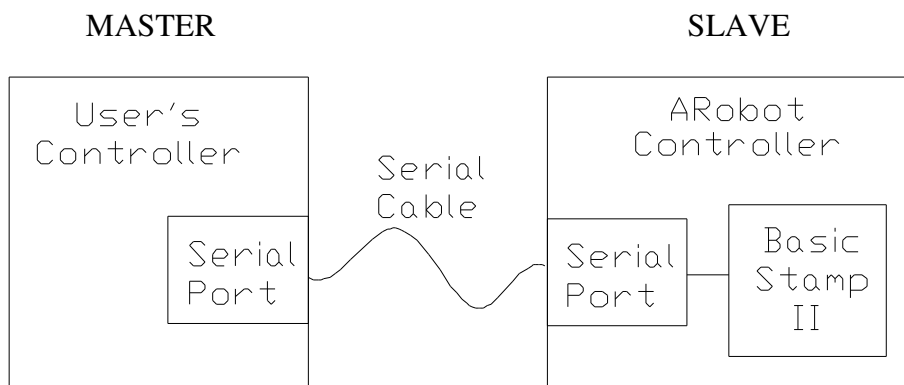 MASTER
SLAVE
User's
Controller
Serial
Port
Serial
Cable
ARobot
Controller
Serial
Port
Basic
Stamp
II